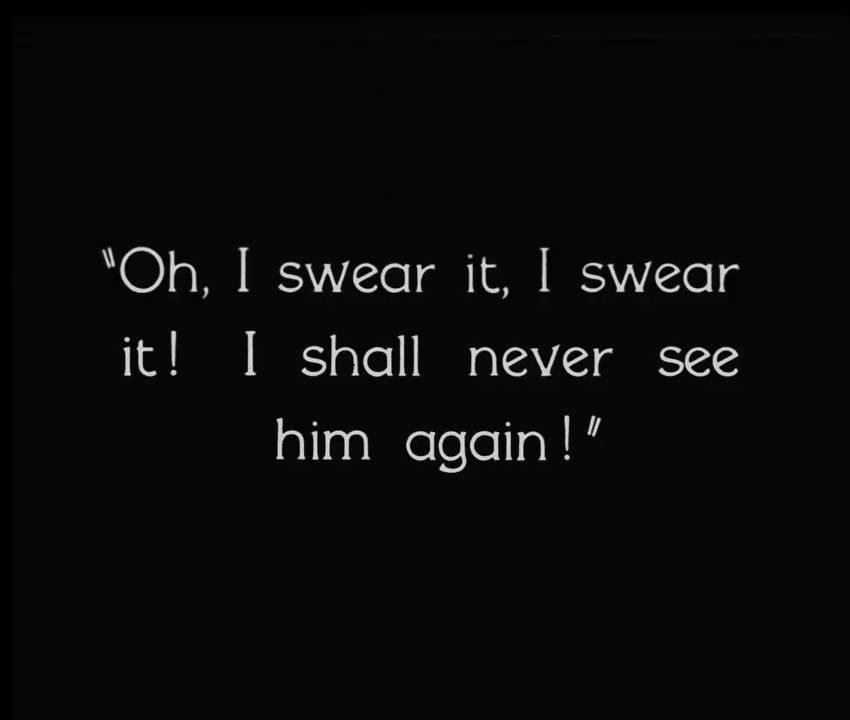 "Oh, I swear it, I swear
it! I shall never see
him again!"